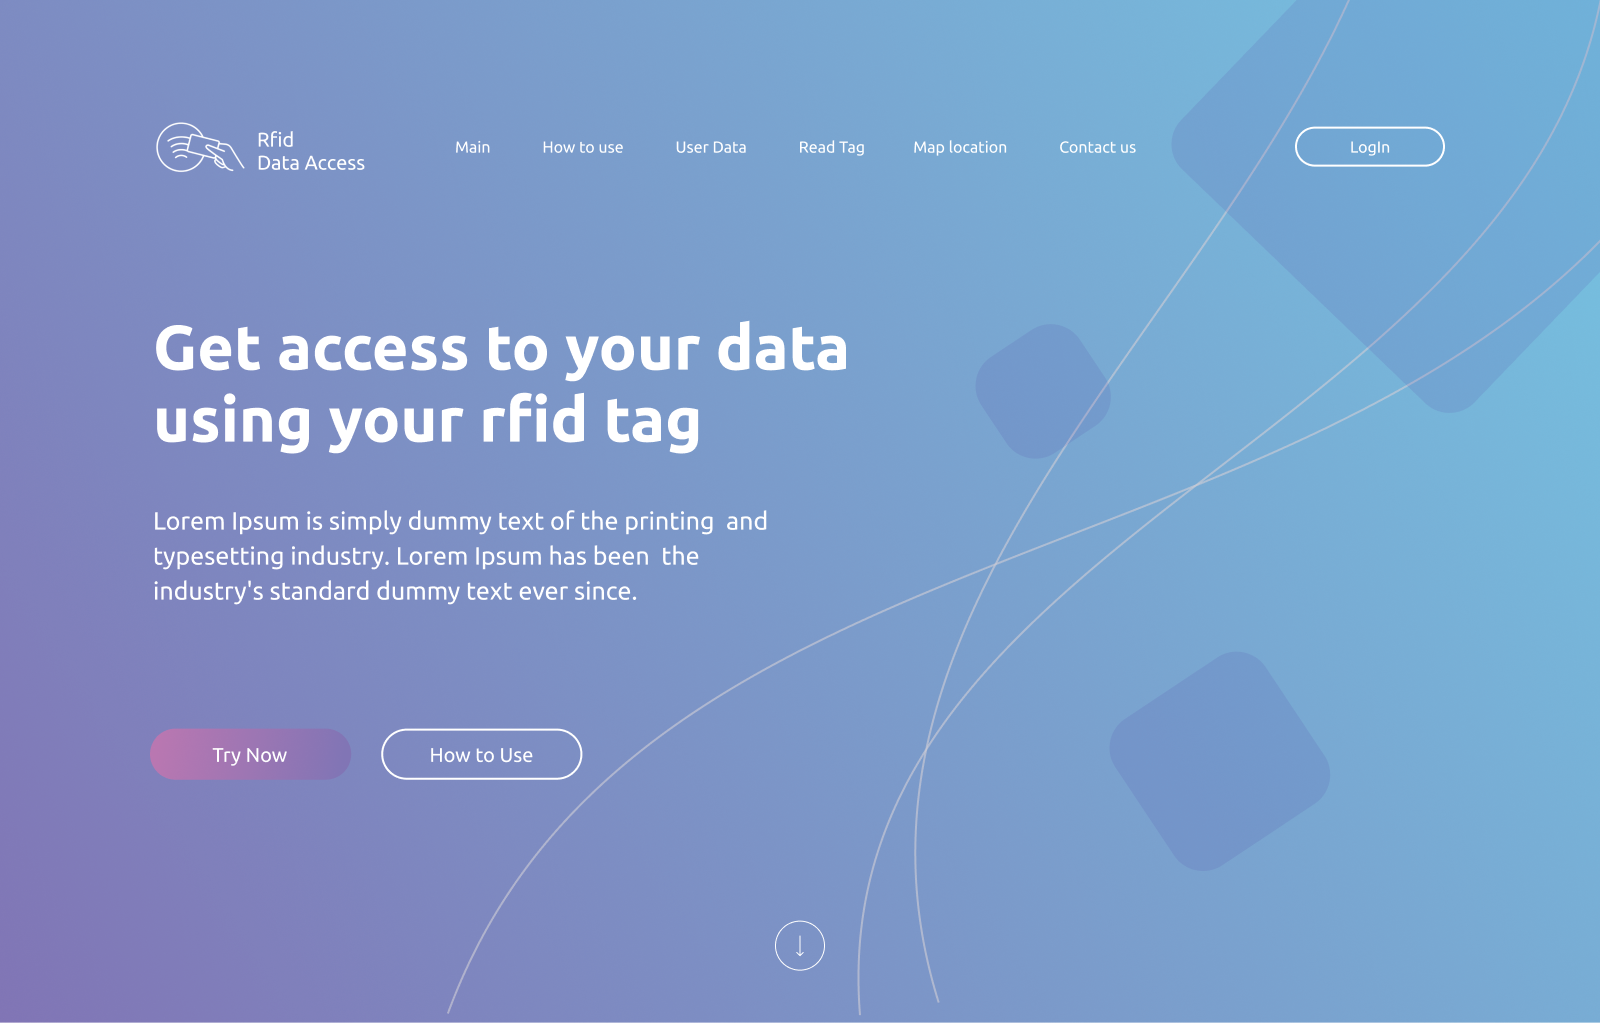 Rfid
Data Access
Main
How to use
User Data
Read Tag
Map location
Contact us
LogIn
Get access to your data
using your rfid tag
Lorem Ipsum is simply dummy text of the printing  and
typesetting industry. Lorem Ipsum has been  the
industry's standard dummy text ever since.
Try Now
How to Use